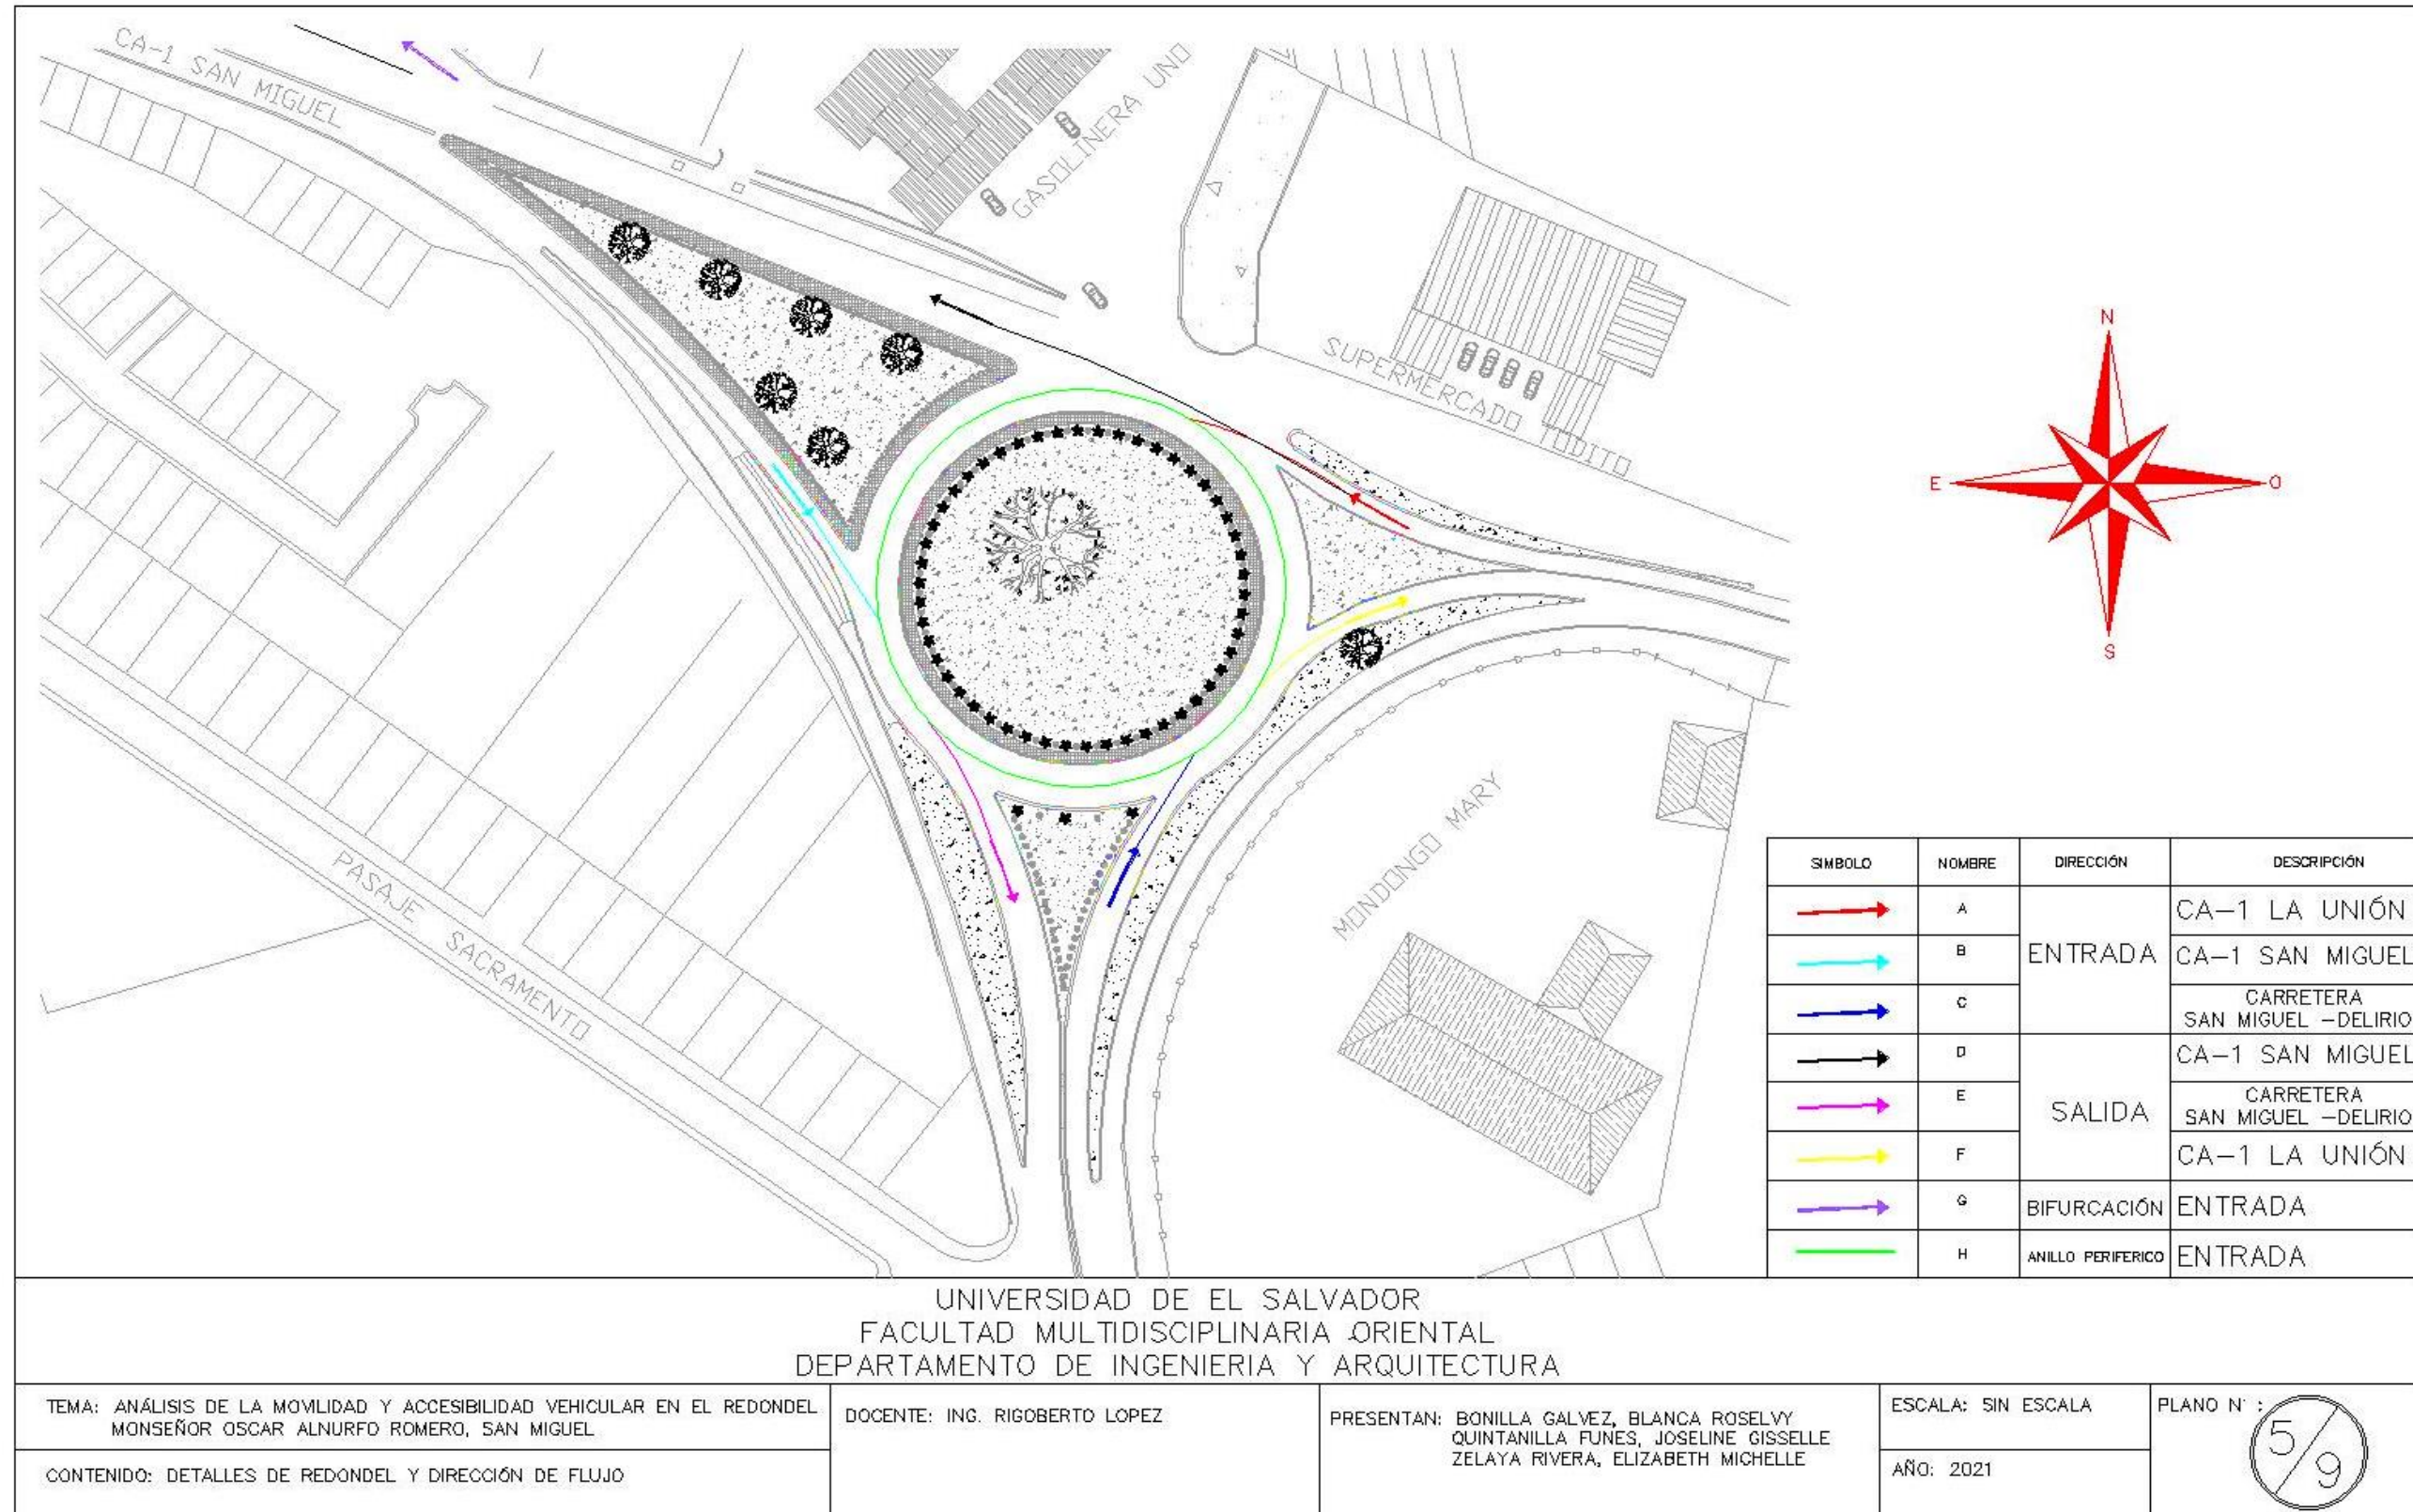 CA-1 SAN MIGUEL
GASOLINERA UNO
SUPERMERCADO TODITO
MONDONGO MARY
PASAJE SACRAMENTO
N
E
O
S
SIMBOLO NOMBRE DIRECCIÓN DESCRIPCIÓN
A ENTRADA CA-1 LA UNIÓN
B CA-1 SAN MIGUEL
C CARRETERA
SAN MIGUEL -DELIRIO
D SALIDA CA-1 SAN MIGUEL
E CARRETERA
SAN MIGUEL -DELIRIO
F CA-1 LA UNIÓN
G BIFURCACIÓN ENTRADA
H ANILLO PERIFERICO ENTRADA
UNIVERSIDAD DE EL SALVADOR
FACULTAD MULTIDISCIPLINARIA ORIENTAL
DEPARTAMENTO DE INGENIERIA Y ARQUITECTURA
TEMA: ANÁLISIS DE LA MOVILIDAD Y ACCESIBILIDAD VEHICULAR EN EL REDONDEL
MONSEÑOR OSCAR ALNURFO ROMERO, SAN MIGUEL
CONTENIDO: DETALLES DE REDONDEL Y DIRECCIÓN DE FLUJO
DOCENTE: ING. RIGOBERTO LOPEZ
PRESENTAN: BONILLA GALVEZ, BLANCA ROSELVY
QUINTANILLA FUNES, JOSELINE GISSELLE
ZELAYA RIVERA, ELIZABETH MICHELLE
ESCALA: SIN ESCALA
AÑO: 2021
PLANO N° :
5/9